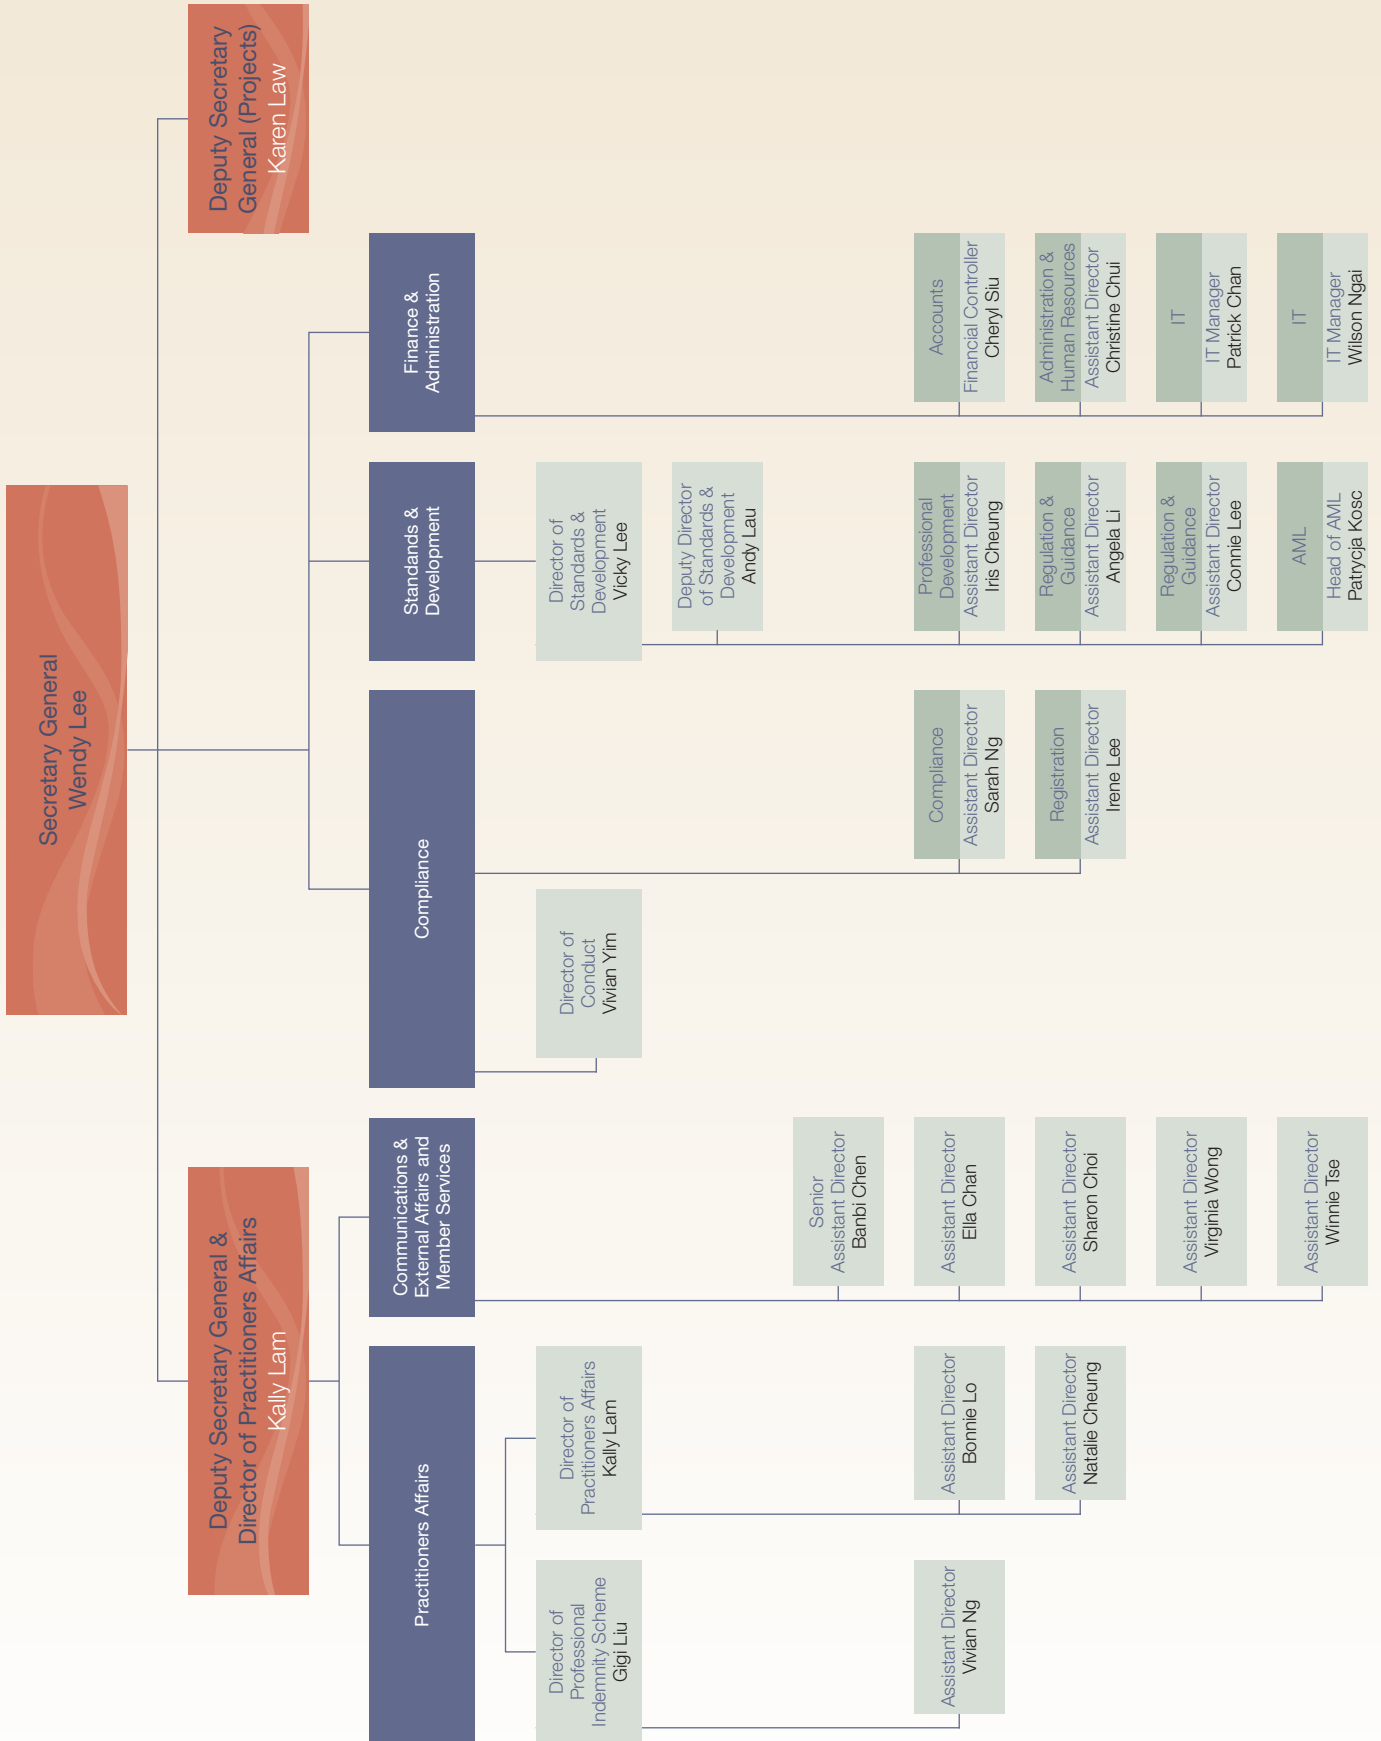 Secretary General
Wendy Lee
Deputy Secretary General &
Director of Practitioners Affairs
Kally Lam
Deputy Secretary
General (Projects)
Karen Law
Practitioners Affairs
Communications &
External Affairs and
Member Services
Compliance
Standards &
Development
Finance &
Administration
Director of
Professional
Indemnity Scheme
Gigi Liu
Director of
Practitioners Affairs
Kally Lam
Director of
Conduct
Vivian Yim
Director of
Standards &
Development
Vicky Lee
Deputy Director
of Standards &
Development
Andy Lau
Senior
Assistant Director
Banbi Chen
Assistant Director
Vivian Ng
Assistant Director
Bonnie Lo
Assistant Director
Ella Chan
Compliance
Assistant Director
Sarah Ng
Professional
Development
Assistant Director
Iris Cheung
Accounts
Financial Controller
Cheryl Siu
Assistant Director
Natalie Cheung
Assistant Director
Sharon Choi
Registration
Assistant Director
Irene Lee
Regulation &
Guidance
Assistant Director
Angela Li
Administration &
Human Resources
Assistant Director
Christine Chui
Assistant Director
Virginia Wong
Regulation &
Guidance
Assistant Director
Connie Lee
IT
IT Manager
Patrick Chan
Assistant Director
Winnie Tse
AML
Head of AML
Patrycja Kosc
IT
IT Manager
Wilson Ngai